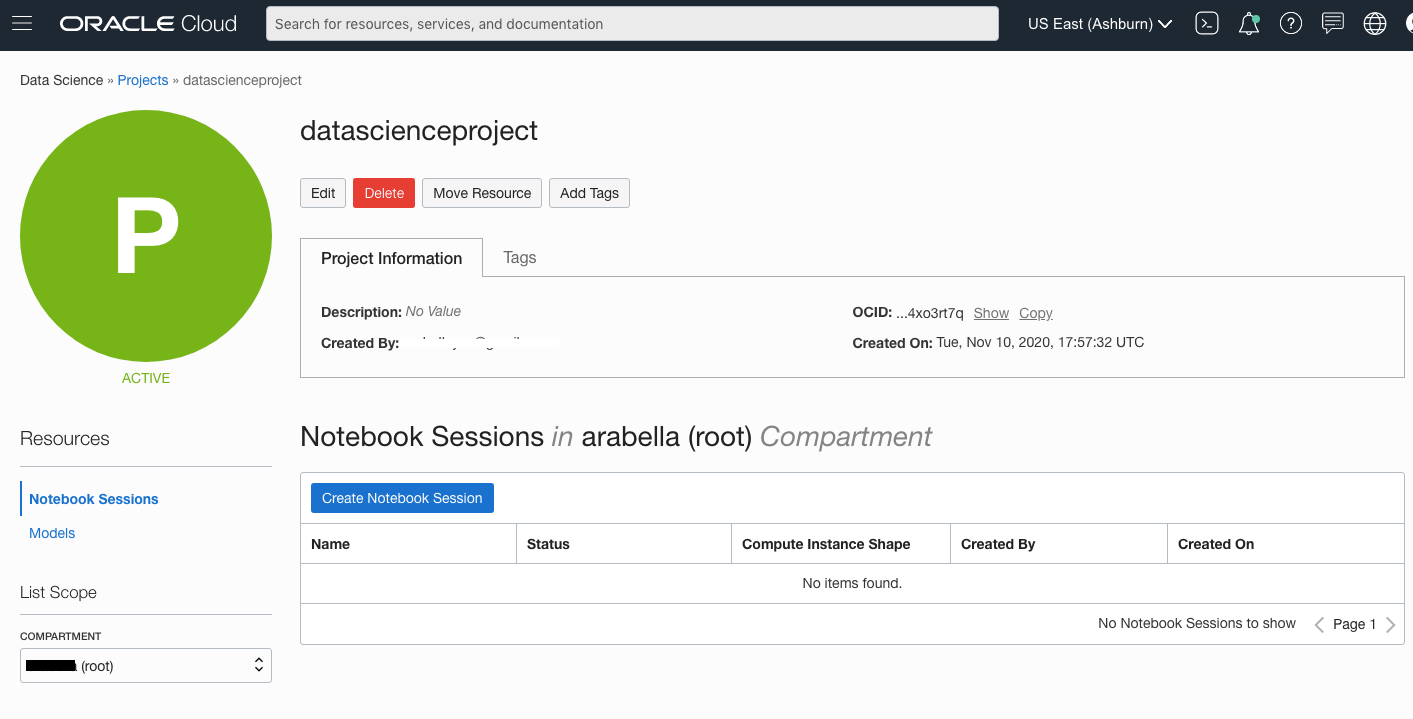 ORACLE Cloud
Search for resources, services, and documentation
US East (Ashburn)
Data Science » Projects » datascienceproject
P
ACTIVE
datascienceproject
Edit Delete Move Resource Add Tags
Project Information Tags
Description: No Value
OCID: ...4xo3rt7q Show Copy
Created By:
Created On: Tue, Nov 10, 2020, 17:57:32 UTC
Resources
Notebook Sessions
Models
List Scope
COMPARTMENT
(root)
Notebook Sessions in arabella (root) Compartment
Create Notebook Session
Name Status Compute Instance Shape Created By Created On
No items found.
No Notebook Sessions to show Page 1